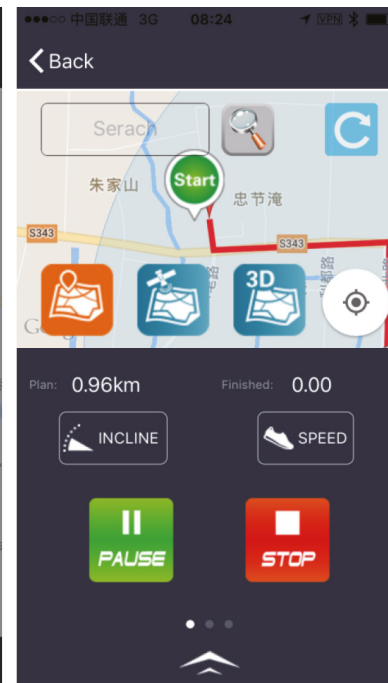 中国联通 3G 08:24 VPN
Back
Serach
朱家山
Start
忠节淹
S343
S343
3D
Plan: 0.96km Finished: 0.00
INCLINE SPEED
PAUSE STOP